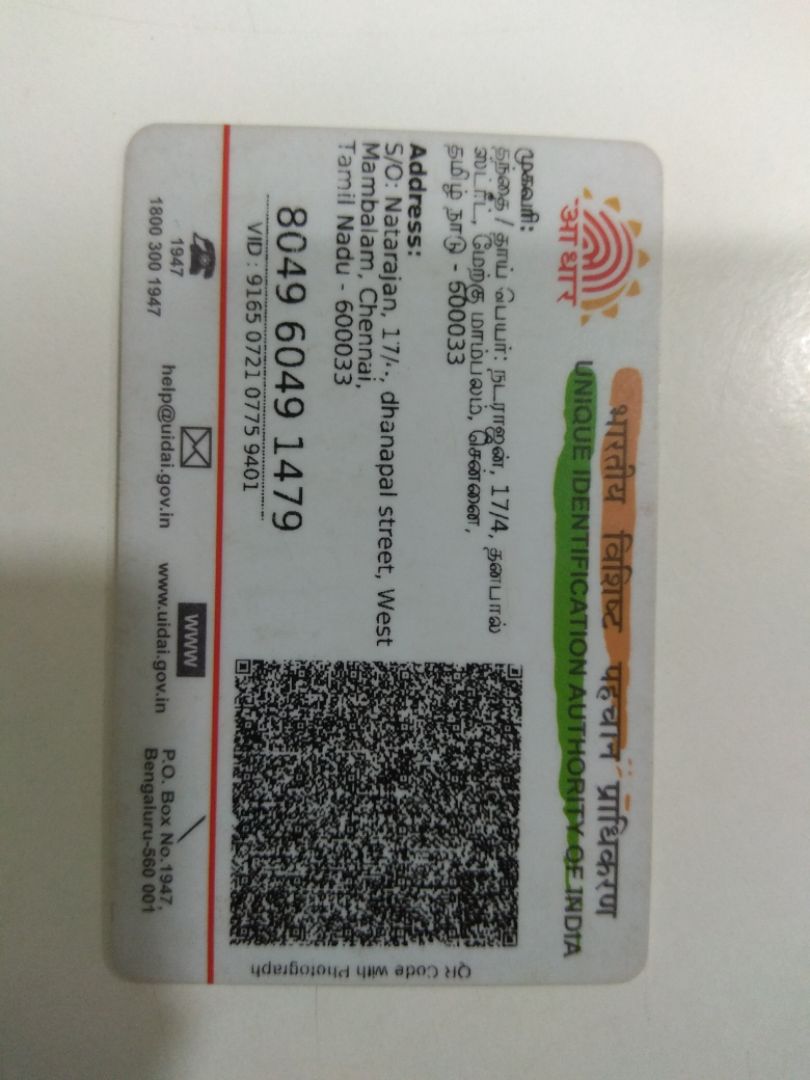 आधार
भारतीय विशिष्ट पहचान प्राधिकरण
UNIQUE IDENTIFICATION AUTHORITY OF INDIA
முகவரி:
தந்தை / தாய் பெயர்: நடராஜன், 17/4, தனபால்
ஸ்ட்ரீட், மேற்கு மாம்பலம், சென்னை,
தமிழ் நாடு - 600033
Address:
S/O: Natarajan, dhanapal street, West
Mambalam, Chennai,
Tamil Nadu - 600033
8049 6049 1479
VID : 9165 0721 0775 9401
QR Code with Photograph
1947
1800 300 1947
help@uidai.gov.in
WWW
www.uidai.gov.in
P.O. Box No.1947,
Bengaluru-560 001